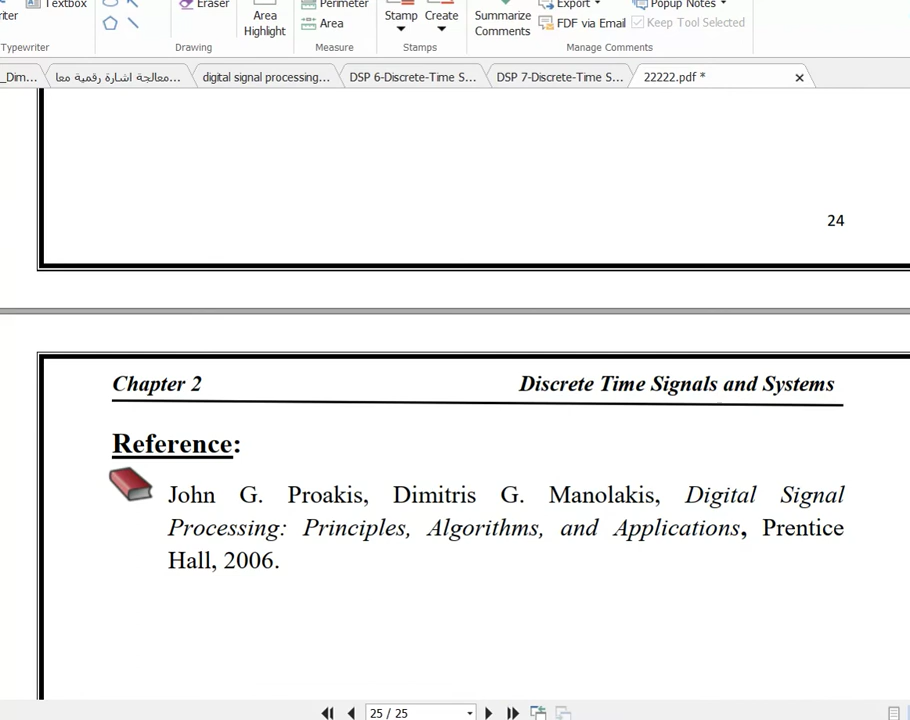 Textbox
Eraser
Area
Highlight
Perimeter
Area
Stamp
Create
Summarize
Comments
Export
FDF via Email
Popup Notes
Keep Tool Selected
Typewriter
Drawing
Measure
Stamps
Manage Comments
_Dim...
معالجة اشارة رقمية معا...
digital signal processing...
DSP 6-Discrete-Time S...
DSP 7-Discrete-Time S...
22222.pdf *
24
Chapter 2
Discrete Time Signals and Systems
Reference:
John G. Proakis, Dimitris G. Manolakis, Digital Signal
Processing: Principles, Algorithms, and Applications, Prentice
Hall, 2006.
25 / 25